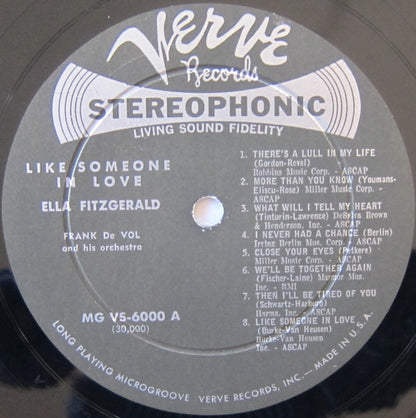 Verve
Records
STEREOPHONIC
LIVING SOUND FIDELITY
LIKE SOMEONE
IN LOVE
ELLA FITZGERALD
FRANK De VOL
and his orchestra
MG VS-6000 A
(30,000)
1. THERE'S A LULL IN MY LIFE
(Gordon-Revel)
Robbins Music Corp. - ASCAP
2. MORE THAN YOU KNOW (Youmans-
Eliscu-Rose) Miller Music Corp. -
ASCAP
3. WHAT WILL I TELL MY HEART
(Tinturin-Lawrence) DeSylva Brown
& Henderson, Inc. - ASCAP
4. I NEVER HAD A CHANCE (Berlin)
Irving Berlin Mus. Corp. - ASCAP
5. CLOSE YOUR EYES (Petkere)
Miller Music Corp. - ASCAP
6. WE'LL BE TOGETHER AGAIN
(Fischer-Laine) Marmor Mus.
Inc. - BMI
7. THEN I'LL BE TIRED OF YOU
(Schwartz-Harburg)
Harms, Inc. - ASCAP
8. LIKE SOMEONE IN LOVE
(Burke-Van Heusen)
Burke-Van Heusen
Inc. - ASCAP
LONG PLAYING MICROGROOVE VERVE RECORDS, INC.—MADE IN U.S.A.